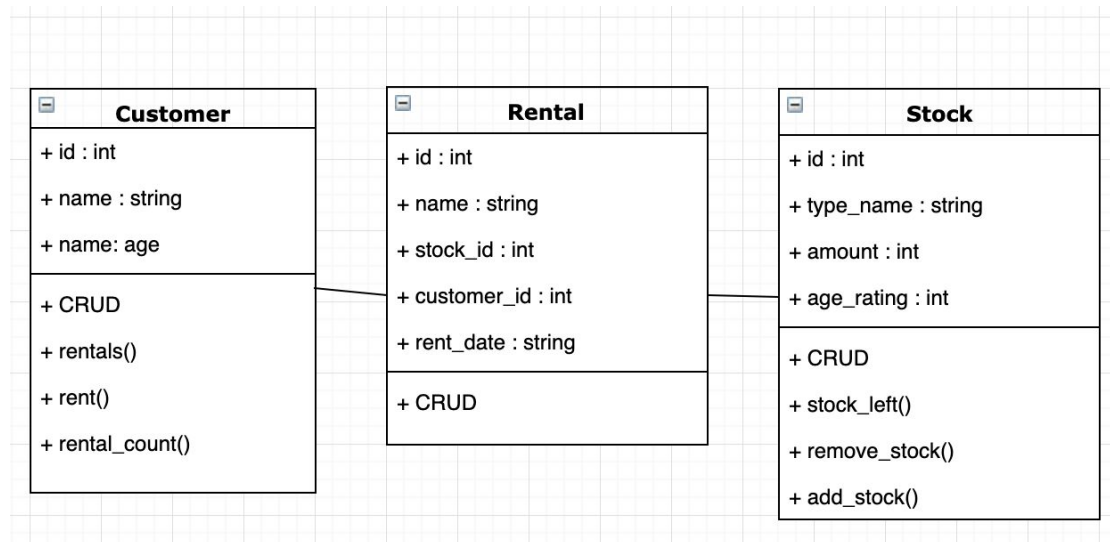 Customer
+ id : int
+ name : string
+ name: age
+ CRUD
+ rentals()
+ rent()
+ rental_count()
Rental
+ id : int
+ name : string
+ stock_id : int
+ customer_id : int
+ rent_date : string
+ CRUD
Stock
+ id : int
+ type_name : string
+ amount : int
+ age_rating : int
+ CRUD
+ stock_left()
+ remove_stock()
+ add_stock()